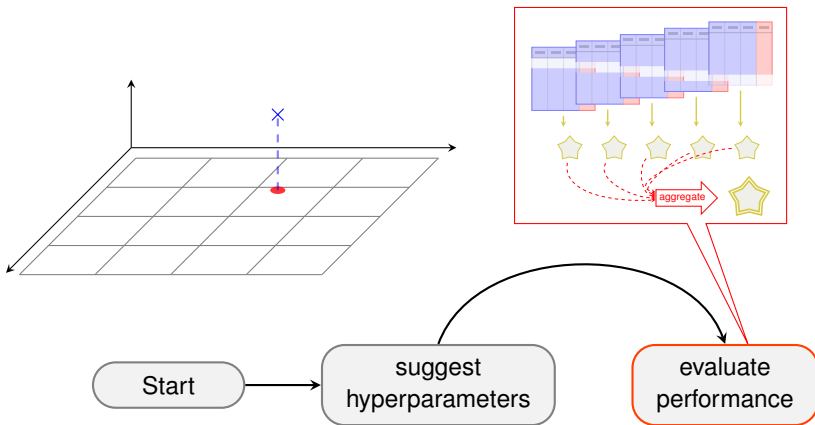 aggregate
Start
suggest
hyperparameters
evaluate
performance